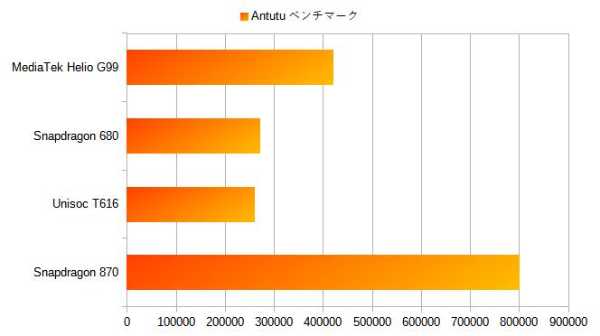 Antutu ベンチマーク
MediaTek Helio G99
Snapdragon 680
Unisoc T616
Snapdragon 870
0 100000 200000 300000 400000 500000 600000 700000 800000 900000